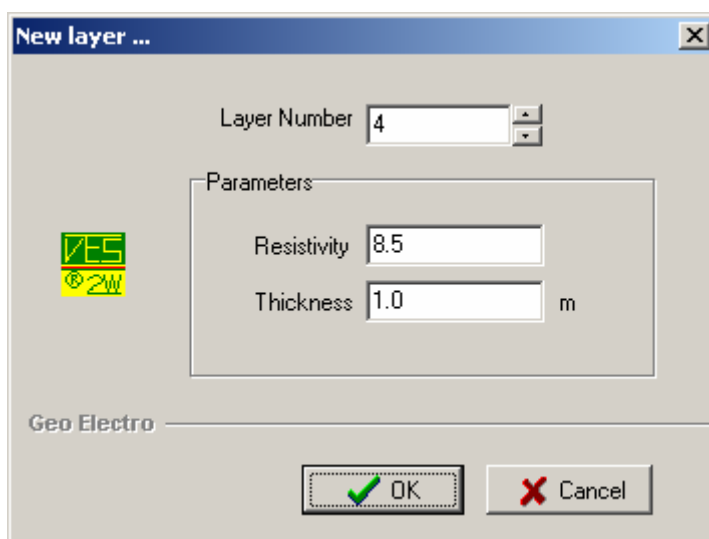 New layer ...
Layer Number 4
Parameters
VES
Resistivity 8.5
® 2W
Thickness 1.0 m
Geo Electro
OK Cancel